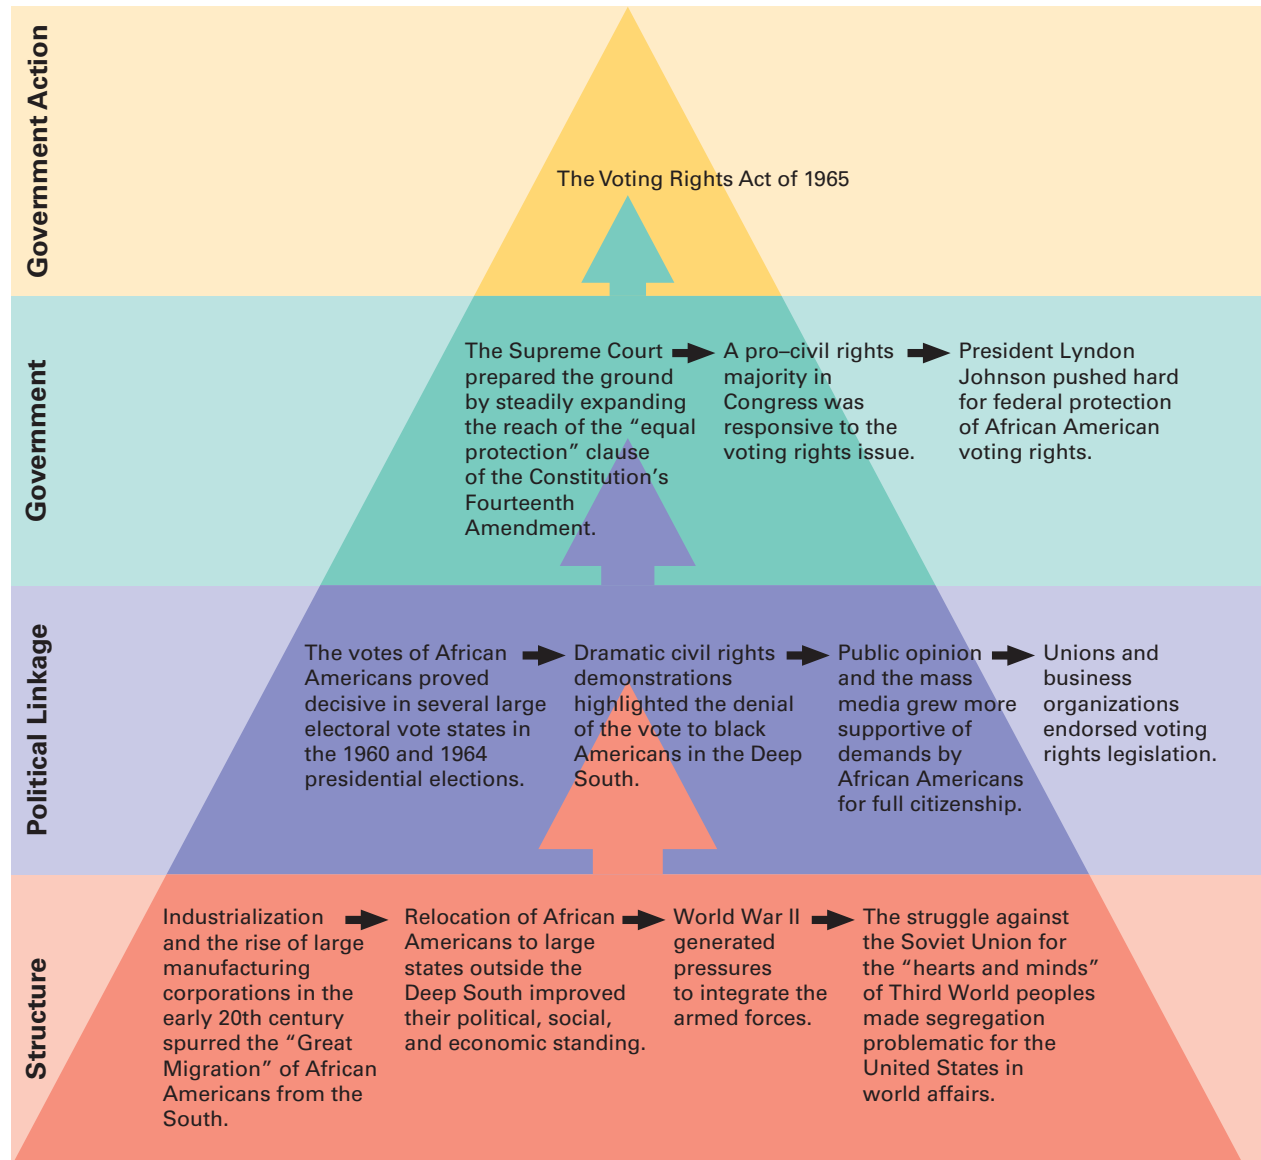 Government Action
The Voting Rights Act of 1965
Government
The Supreme Court
prepared the ground
by steadily expanding
the reach of the “equal
protection” clause
of the Constitution’s
Fourteenth
Amendment.
A pro–civil rights
majority in
Congress was
responsive to the
voting rights issue.
President Lyndon
Johnson pushed hard
for federal protection
of African American
voting rights.
Political Linkage
The votes of African
Americans proved
decisive in several large
electoral vote states in
the 1960 and 1964
presidential elections.
Dramatic civil rights
demonstrations
highlighted the denial
of the vote to black
Americans in the Deep
South.
Public opinion
and the mass
media grew more
supportive of
demands by
African Americans
for full citizenship.
Unions and
business
organizations
endorsed voting
rights legislation.
Structure
Industrialization
and the rise of large
manufacturing
corporations in the
early 20th century
spurred the “Great
Migration” of African
Americans from the
South.
Relocation of African
Americans to large
states outside the
Deep South improved
their political, social,
and economic standing.
World War II
generated
pressures
to integrate the
armed forces.
The struggle against
the Soviet Union for
the “hearts and minds”
of Third World peoples
made segregation
problematic for the
United States in
world affairs.